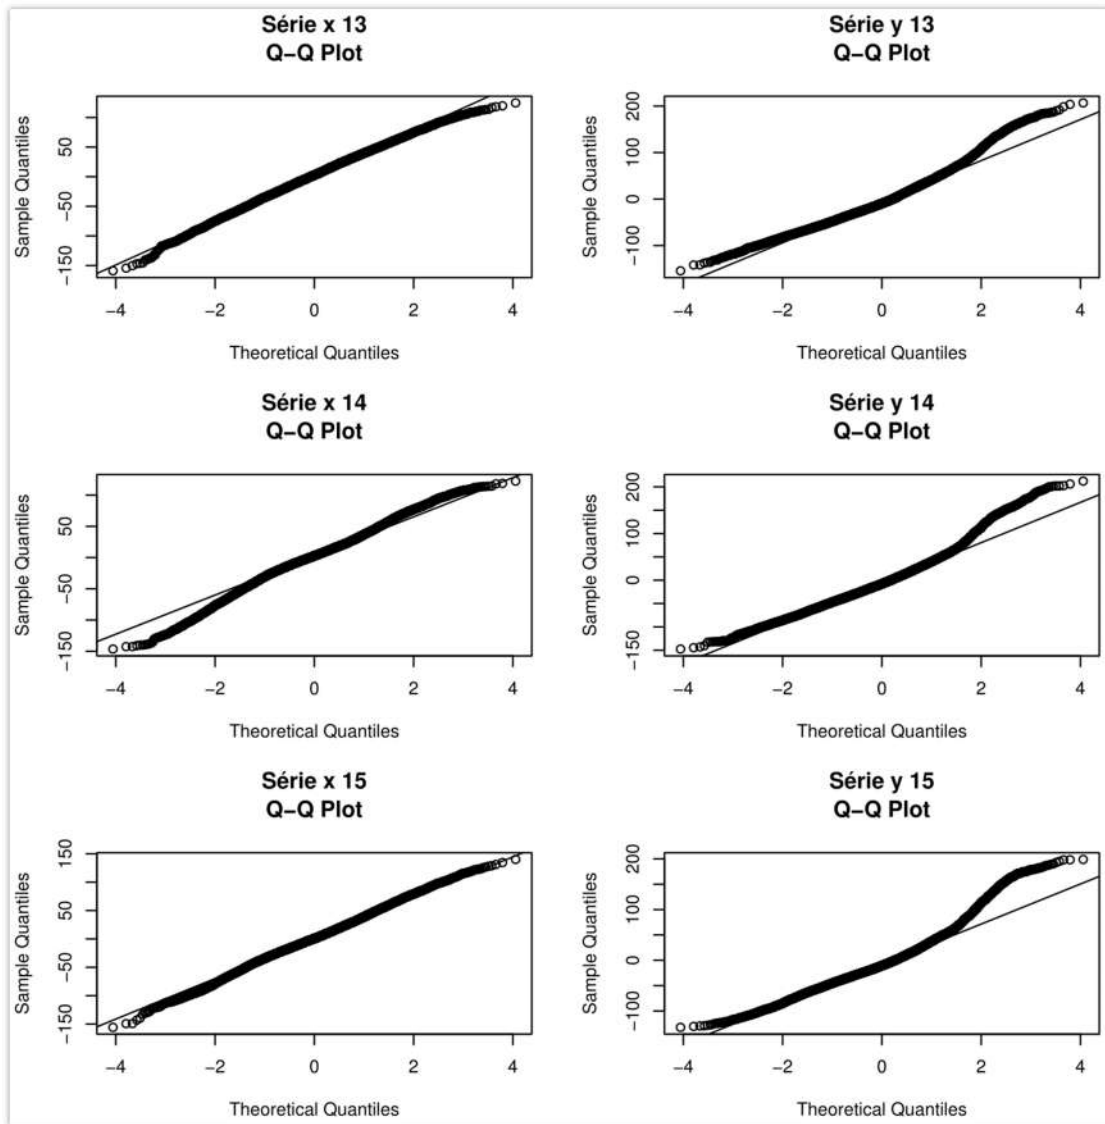 Série x 13
Q−Q Plot
Sample Quantiles
50
−50
−150
−4 −2 0 2 4
Theoretical Quantiles
Série y 13
Q−Q Plot
Sample Quantiles
200
100
0
−100
−4 −2 0 2 4
Theoretical Quantiles
Série x 14
Q−Q Plot
Sample Quantiles
50
−50
−150
−4 −2 0 2 4
Theoretical Quantiles
Série y 14
Q−Q Plot
Sample Quantiles
200
100
0
−150
−4 −2 0 2 4
Theoretical Quantiles
Série x 15
Q−Q Plot
Sample Quantiles
150
50
−50
−150
−4 −2 0 2 4
Theoretical Quantiles
Série y 15
Q−Q Plot
Sample Quantiles
200
100
0
−100
−4 −2 0 2 4
Theoretical Quantiles